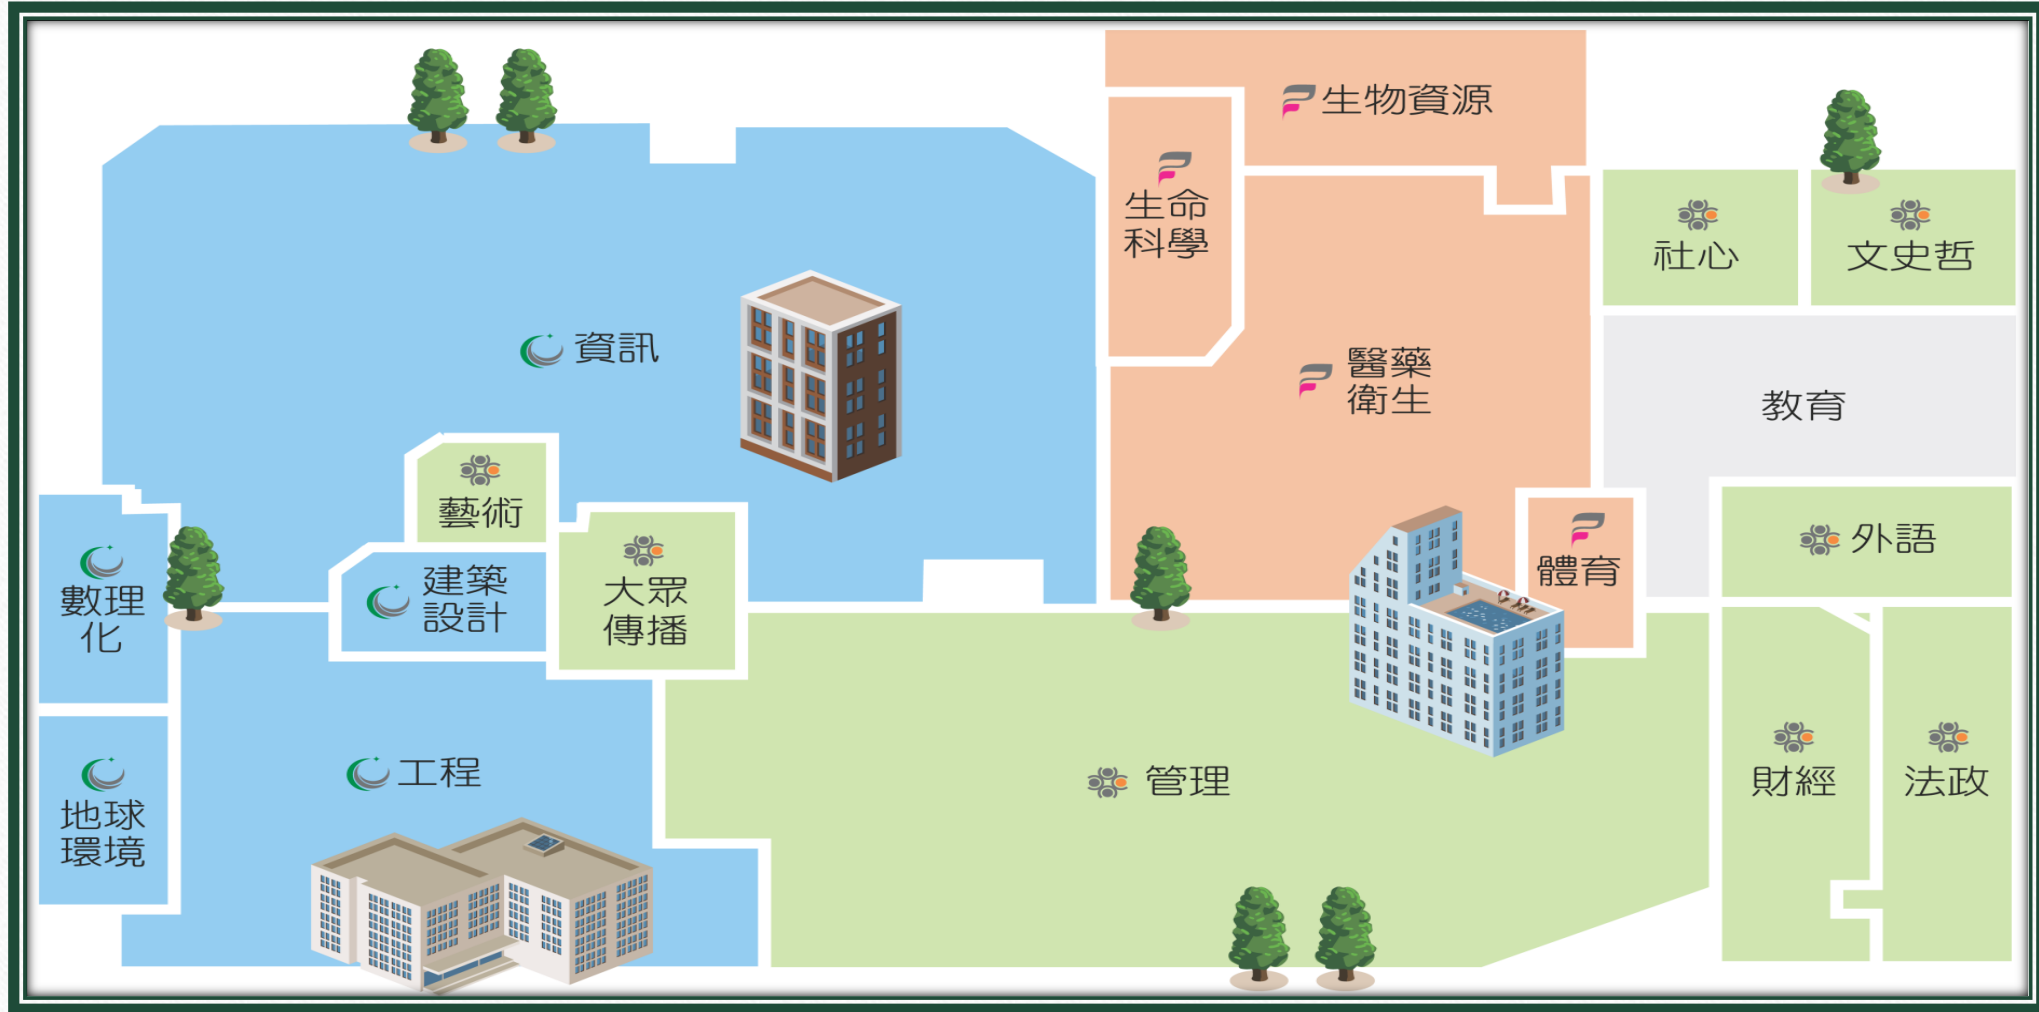 生物資源
生命
科學
社心
文史哲
資訊
醫藥
衛生
教育
藝術
外語
數理
化
建築
設計
大眾
傳播
體育
地球
環境
工程
管理
財經
法政